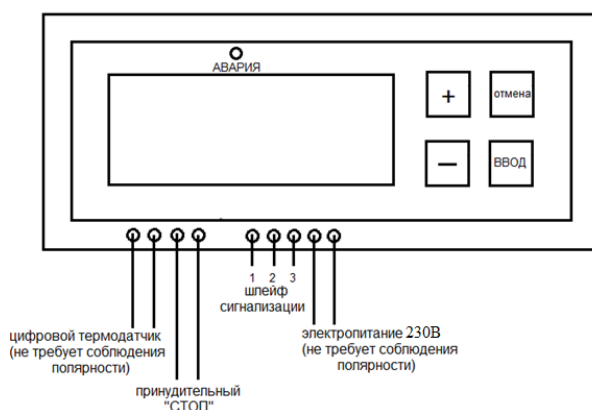 АВАРИЯ
+
отмена
—
ВВОД
1 2 3
шлейф
сигнализации
цифровой термодатчик
(не требует соблюдения
полярности)
электропитание 230В
(не требует соблюдения
полярности)
принудительный
"СТОП"